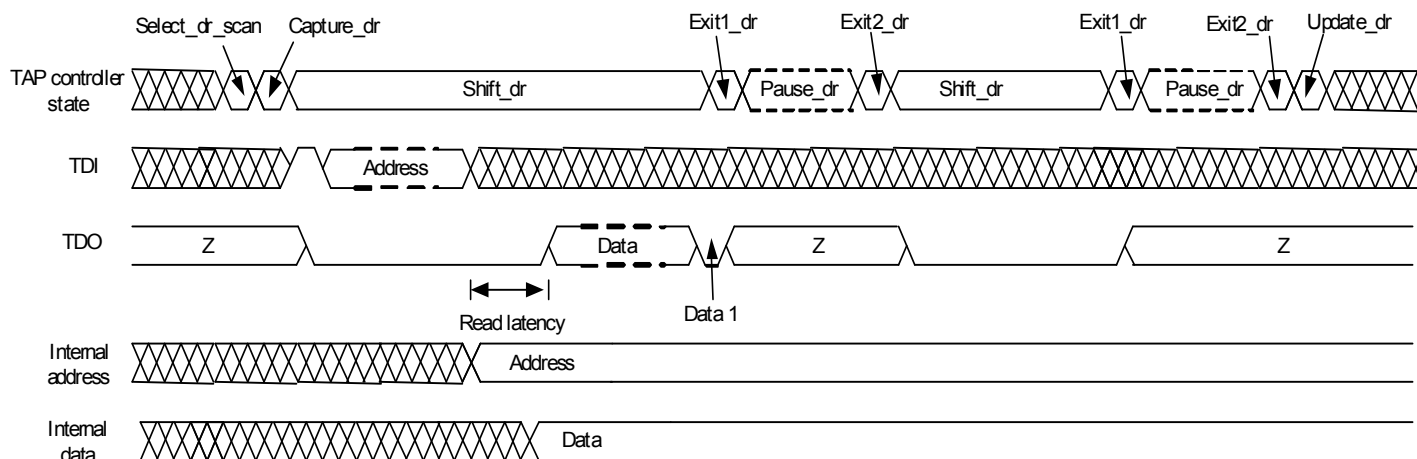 Select_dr_scan Capture_dr Exit1_dr Exit2_dr Exit1_dr Exit2_dr Update_dr
TAP controller
state
Shift_dr Pause_dr Shift_dr Pause_dr
TDI Address
TDO Z Data Z Z
Read latency Data 1
Internal
address
Address
Internal
data
Data